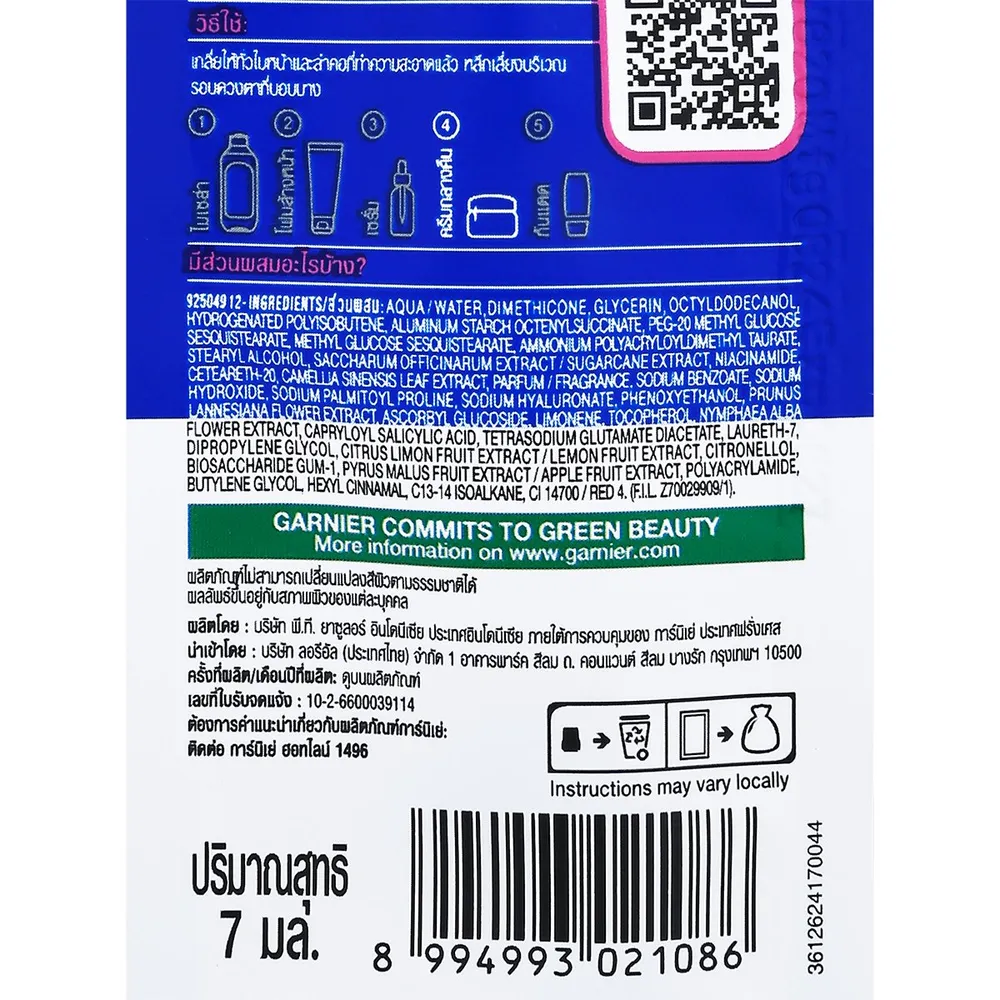 วิธีใช้:
เกลี่ยให้ทั่วใบหน้าและลำคอที่ทำความสะอาดแล้ว หลีกเลี่ยงบริเวณ
รอบดวงตาที่บอบบาง
1 2 3 4 5
ไมเซล่า โฟมล้างหน้า เซรั่ม ครีมกลางคืน กันแดด
มีส่วนผสมอะไรบ้าง?
92504912-INGREDIENTS/ส่วนผสม: AQUA / WATER, DIMETHICONE, GLYCERIN, OCTYLDODECANOL,
HYDROGENATED POLYISOBUTENE, ALUMINUM STARCH OCTENYLSUCCINATE, PEG-20 METHYL GLUCOSE
SESQUISTEARATE, METHYL GLUCOSE SESQUISTEARATE, AMMONIUM POLYACRYLOYLDIMETHYL TAURATE,
STEARYL ALCOHOL, SACCHARUM OFFICINARUM EXTRACT / SUGARCANE EXTRACT, NIACINAMIDE,
CETEARETH-20, CAMELLIA SINENSIS LEAF EXTRACT, PARFUM / FRAGRANCE, SODIUM BENZOATE, SODIUM
HYDROXIDE, SODIUM PALMITOYL PROLINE, SODIUM HYALURONATE, PHENOXYETHANOL, PRUNUS
LANNESIANA FLOWER EXTRACT, ASCORBYL GLUCOSIDE, LIMONENE, TOCOPHEROL, NYMPHAEA ALBA
FLOWER EXTRACT, CAPRYLOYL SALICYLIC ACID, TETRASODIUM GLUTAMATE DIACETATE, LAURETH-7,
DIPROPYLENE GLYCOL, CITRUS LIMON FRUIT EXTRACT / LEMON FRUIT EXTRACT, CITRONELLOL,
BIOSACCHARIDE GUM-1, PYRUS MALUS FRUIT EXTRACT / APPLE FRUIT EXTRACT, POLYACRYLAMIDE,
BUTYLENE GLYCOL, HEXYL CINNAMAL, C13-14 ISOALKANE, CI 14700 / RED 4. (F.I.L. Z70029909/1).
GARNIER COMMITS TO GREEN BEAUTY
More information on www.garnier.com
ผลิตภัณฑ์ไม่สามารถเปลี่ยนแปลงสีผิวตามธรรมชาติได้
ผลลัพธ์ขึ้นอยู่กับสภาพผิวของแต่ละบุคคล
ผลิตโดย : บริษัท พี.ที. ยาซูลอร์ อินโดนีเซีย ประเทศอินโดนีเซีย ภายใต้การควบคุมของ การ์นิเย่ ประเทศฝรั่งเศส
นำเข้าโดย : บริษัท ลอรีอัล (ประเทศไทย) จำกัด 1 อาคารพาร์ค สีลม ถ. คอนแวนต์ สีลม บางรัก กรุงเทพฯ 10500
ครั้งที่ผลิต/เดือนปีที่ผลิต: ดูบนผลิตภัณฑ์
เลขที่ใบรับจดแจ้ง : 10-2-6600039114
ต้องการคำแนะนำเกี่ยวกับผลิตภัณฑ์การ์นิเย่:
ติดต่อ การ์นิเย่ ฮอทไลน์ 1496
Instructions may vary locally
ปริมาณสุทธิ
7 มล.
8 994993 021086
3612624170044